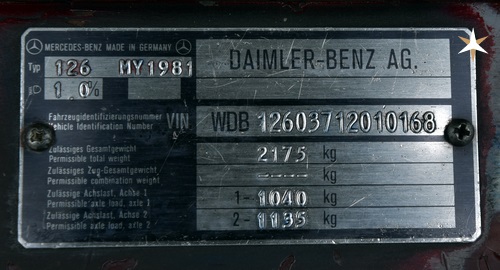 MERCEDES-BENZ MADE IN GERMANY
DAIMLER-BENZ AG.
Typ 126 MY1981
1.0%
Fahrzeugidentifizierungsnummer
Vehicle Identification Number
VIN WDB 12603712010168
Zulässiges Gesamtgewicht
Permissible total weight
2175 kg
Zulässiges Zug-Gesamtgewicht
Permissible combination weight
---- kg
Zulässige Achslast, Achse 1
Permissible axle load, axle 1
1- 1040 kg
Zulässige Achslast, Achse 2
Permissible axle load, axle 2
2- 1135 kg